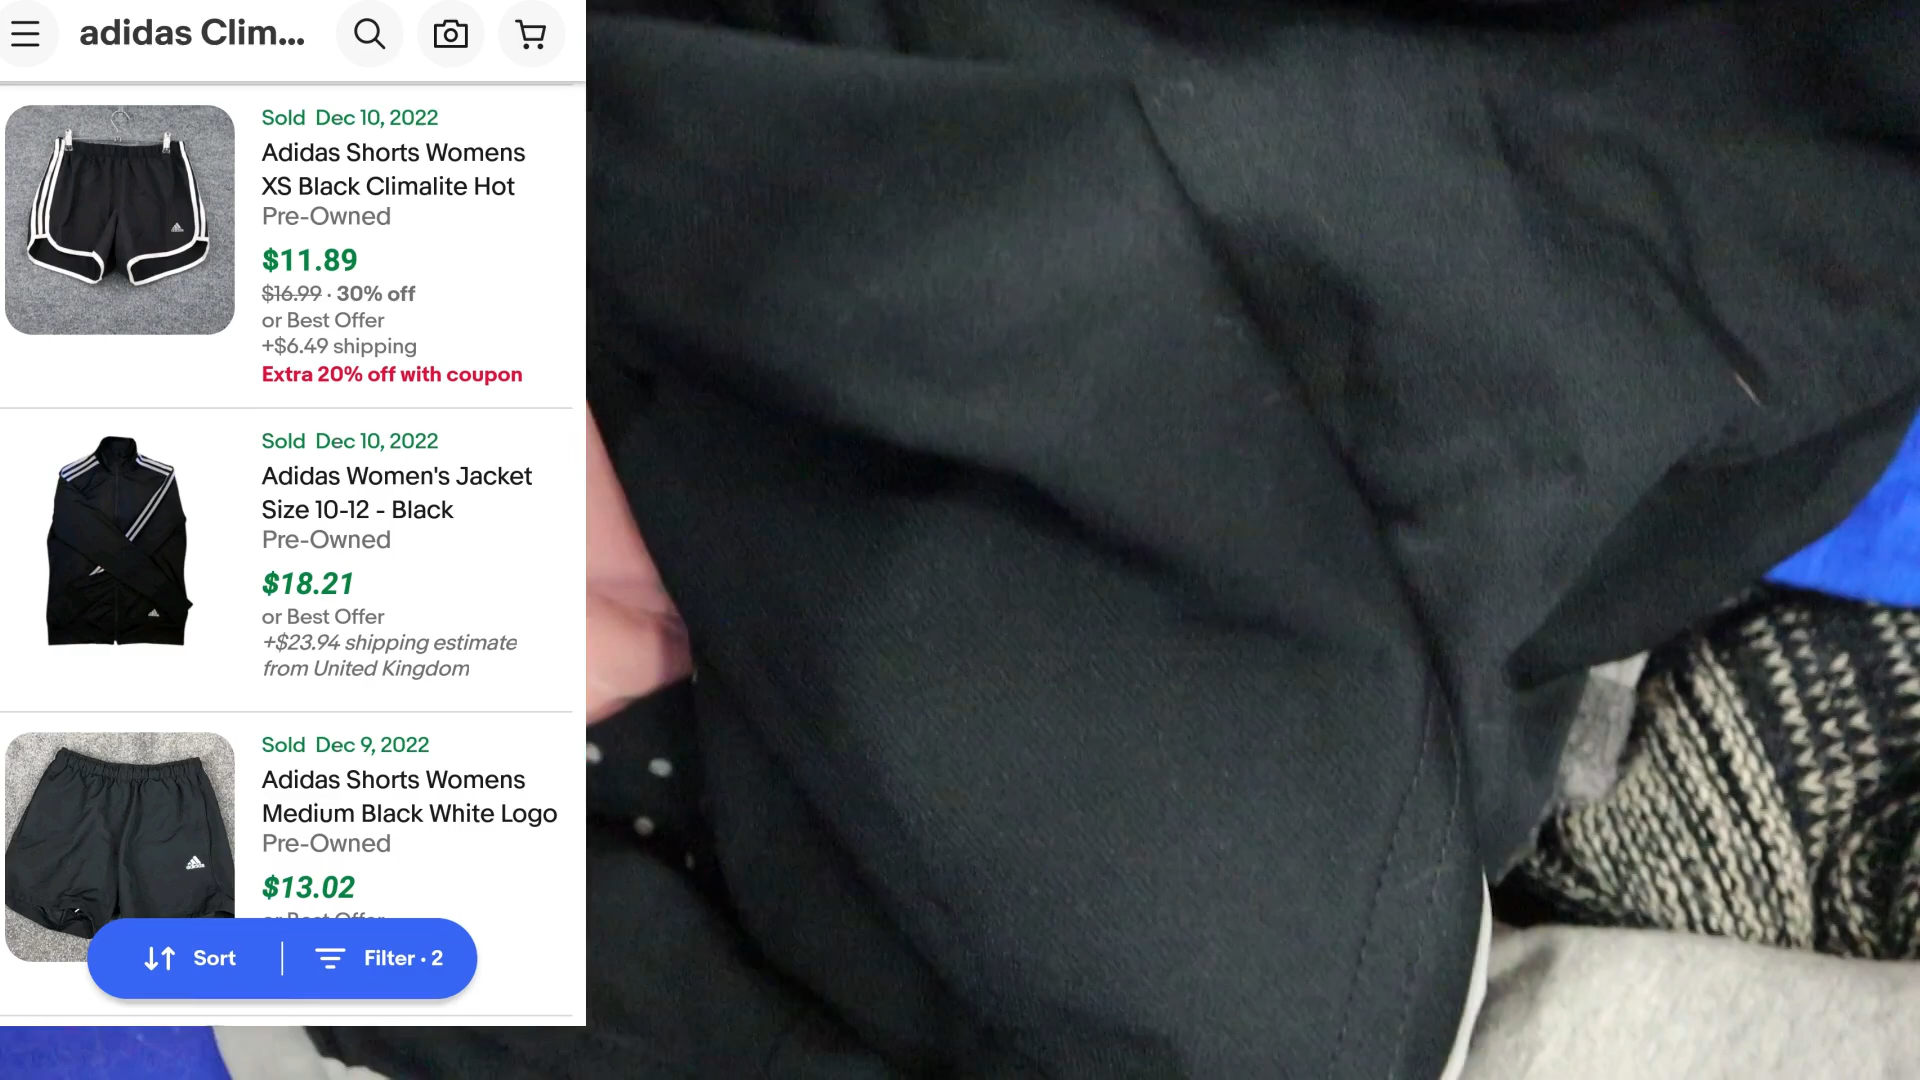 adidas Clim...
Sold Dec 10, 2022
Adidas Shorts Womens
XS Black Climalite Hot
Pre-Owned
$11.89
$16.99 · 30% off
or Best Offer
+$6.49 shipping
Extra 20% off with coupon
Sold Dec 10, 2022
Adidas Women's Jacket
Size 10-12 - Black
Pre-Owned
$18.21
or Best Offer
+$23.94 shipping estimate
from United Kingdom
Sold Dec 9, 2022
Adidas Shorts Womens
Medium Black White Logo
Pre-Owned
$13.02
or Best Offer
Sort
Filter · 2